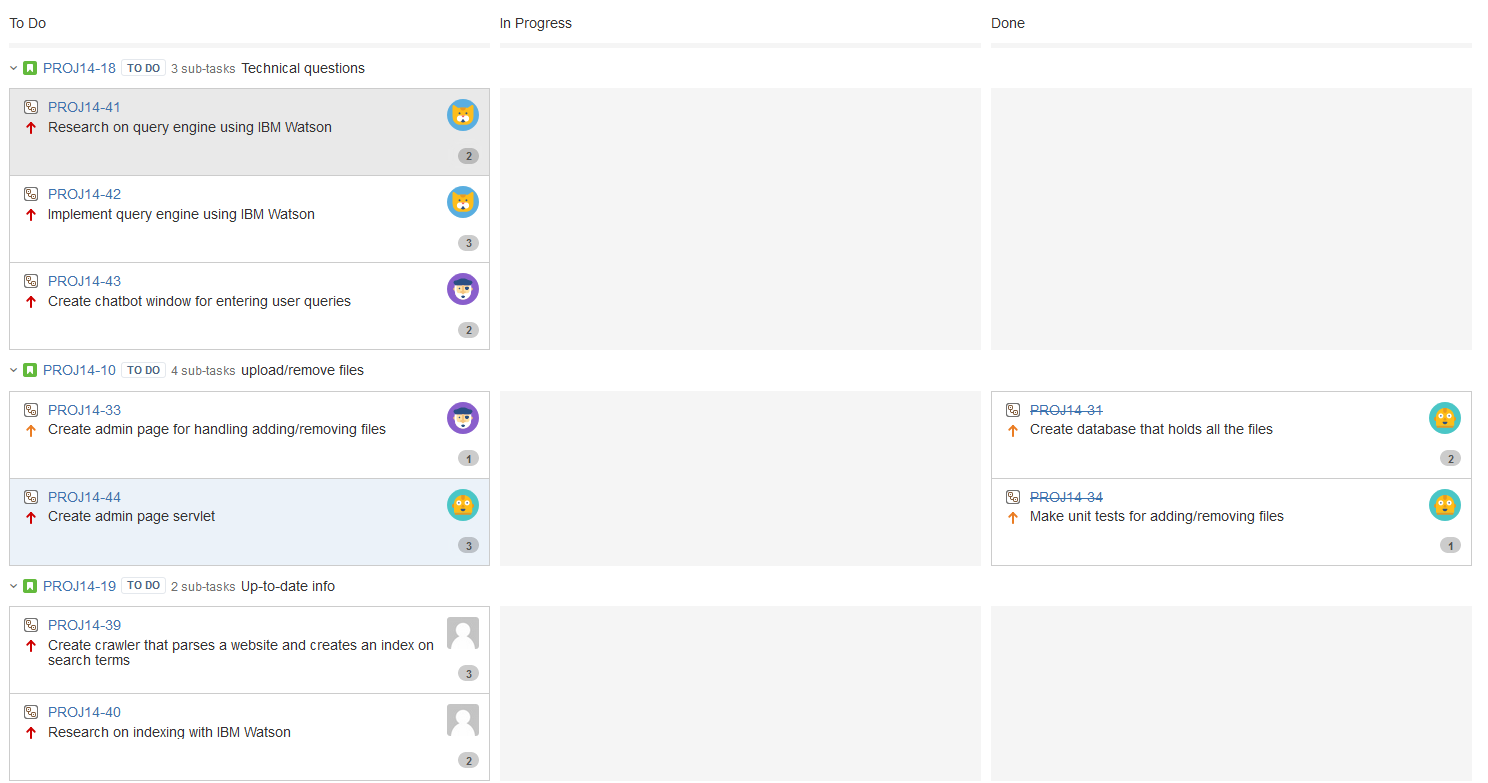 To Do In Progress Done
PROJ14-18 TO DO 3 sub-tasks Technical questions
PROJ14-41
Research on query engine using IBM Watson
2
PROJ14-42
Implement query engine using IBM Watson
3
PROJ14-43
Create chatbot window for entering user queries
2
PROJ14-10 TO DO 4 sub-tasks upload/remove files
PROJ14-33
Create admin page for handling adding/removing files
1
PROJ14-44
Create admin page servlet
3
PROJ14-31
Create database that holds all the files
2
PROJ14-34
Make unit tests for adding/removing files
1
PROJ14-19 TO DO 2 sub-tasks Up-to-date info
PROJ14-39
Create crawler that parses a website and creates an index on
search terms
3
PROJ14-40
Research on indexing with IBM Watson
2